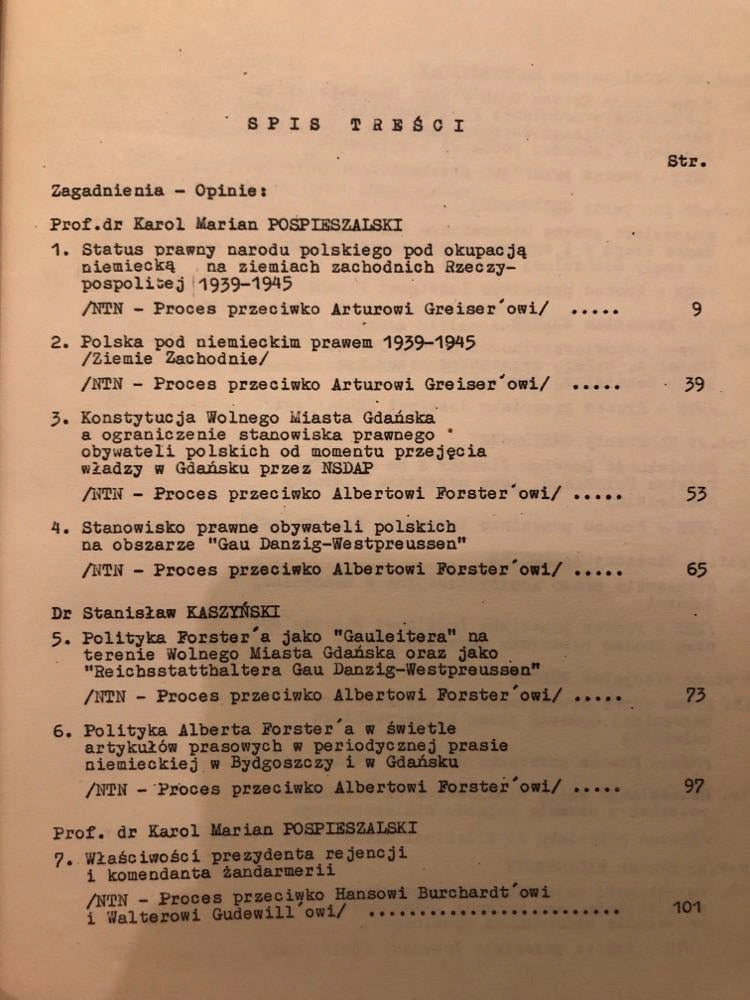 SPIS TREŚCI
Str.
Zagadnienia - Opinie:
Prof.dr Karol Marian POSPIESZALSKI
1. Status prawny narodu polskiego pod okupacją
niemiecką na ziemiach zachodnich Rzeczy-
pospolitej 1939-1945
/NTN - Proces przeciwko Arturowi Greiser´owi/ ..... 9
2. Polska pod niemieckim prawem 1939-1945
/Ziemie Zachodnie/
/NTN - Proces przeciwko Arturowi Greiser´owi/ ..... 39
3. Konstytucja Wolnego Miasta Gdańska
a ograniczenie stanowiska prawnego
obywateli polskich od momentu przejęcia
władzy w Gdańsku przez NSDAP
/NTN - Proces przeciwko Albertowi Forster´owi/ ..... 53
4. Stanowisko prawne obywateli polskich
na obszarze "Gau Danzig-Westpreussen"
/NTN - Proces przeciwko Albertowi Forster´owi/ ..... 65
Dr Stanisław KASZYŃSKI
5. Polityka Forster´a jako "Gauleitera" na
terenie Wolnego Miasta Gdańska oraz jako
"Reichsstatthaltera Gau Danzig-Westpreussen"
/NTN - Proces przeciwko Albertowi Forster´owi/ ..... 73
6. Polityka Alberta Forster´a w świetle
artykułów prasowych w periodycznej prasie
niemieckiej w Bydgoszczy i w Gdańsku
/NTN - Proces przeciwko Albertowi Forster´owi/ ..... 97
Prof. dr Karol Marian POSPIESZALSKI
7. Właściwości prezydenta rejencji
i komendanta żandarmerii
/NTN - Proces przeciwko Hansowi Burchardt´owi
i Walterowi Gudewill´owi/ ......................... 101